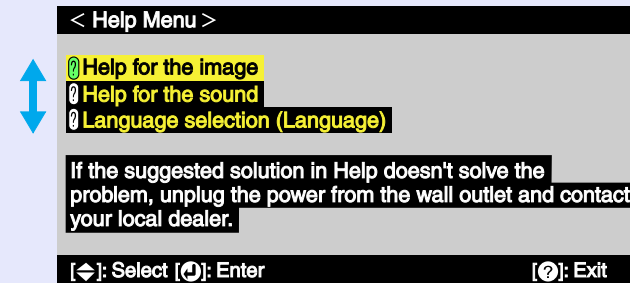 < Help Menu >
? Help for the image
? Help for the sound
? Language selection (Language)
If the suggested solution in Help doesn't solve the
problem, unplug the power from the wall outlet and contact
your local dealer.
[ ]: Select [ ]: Enter [?]: Exit